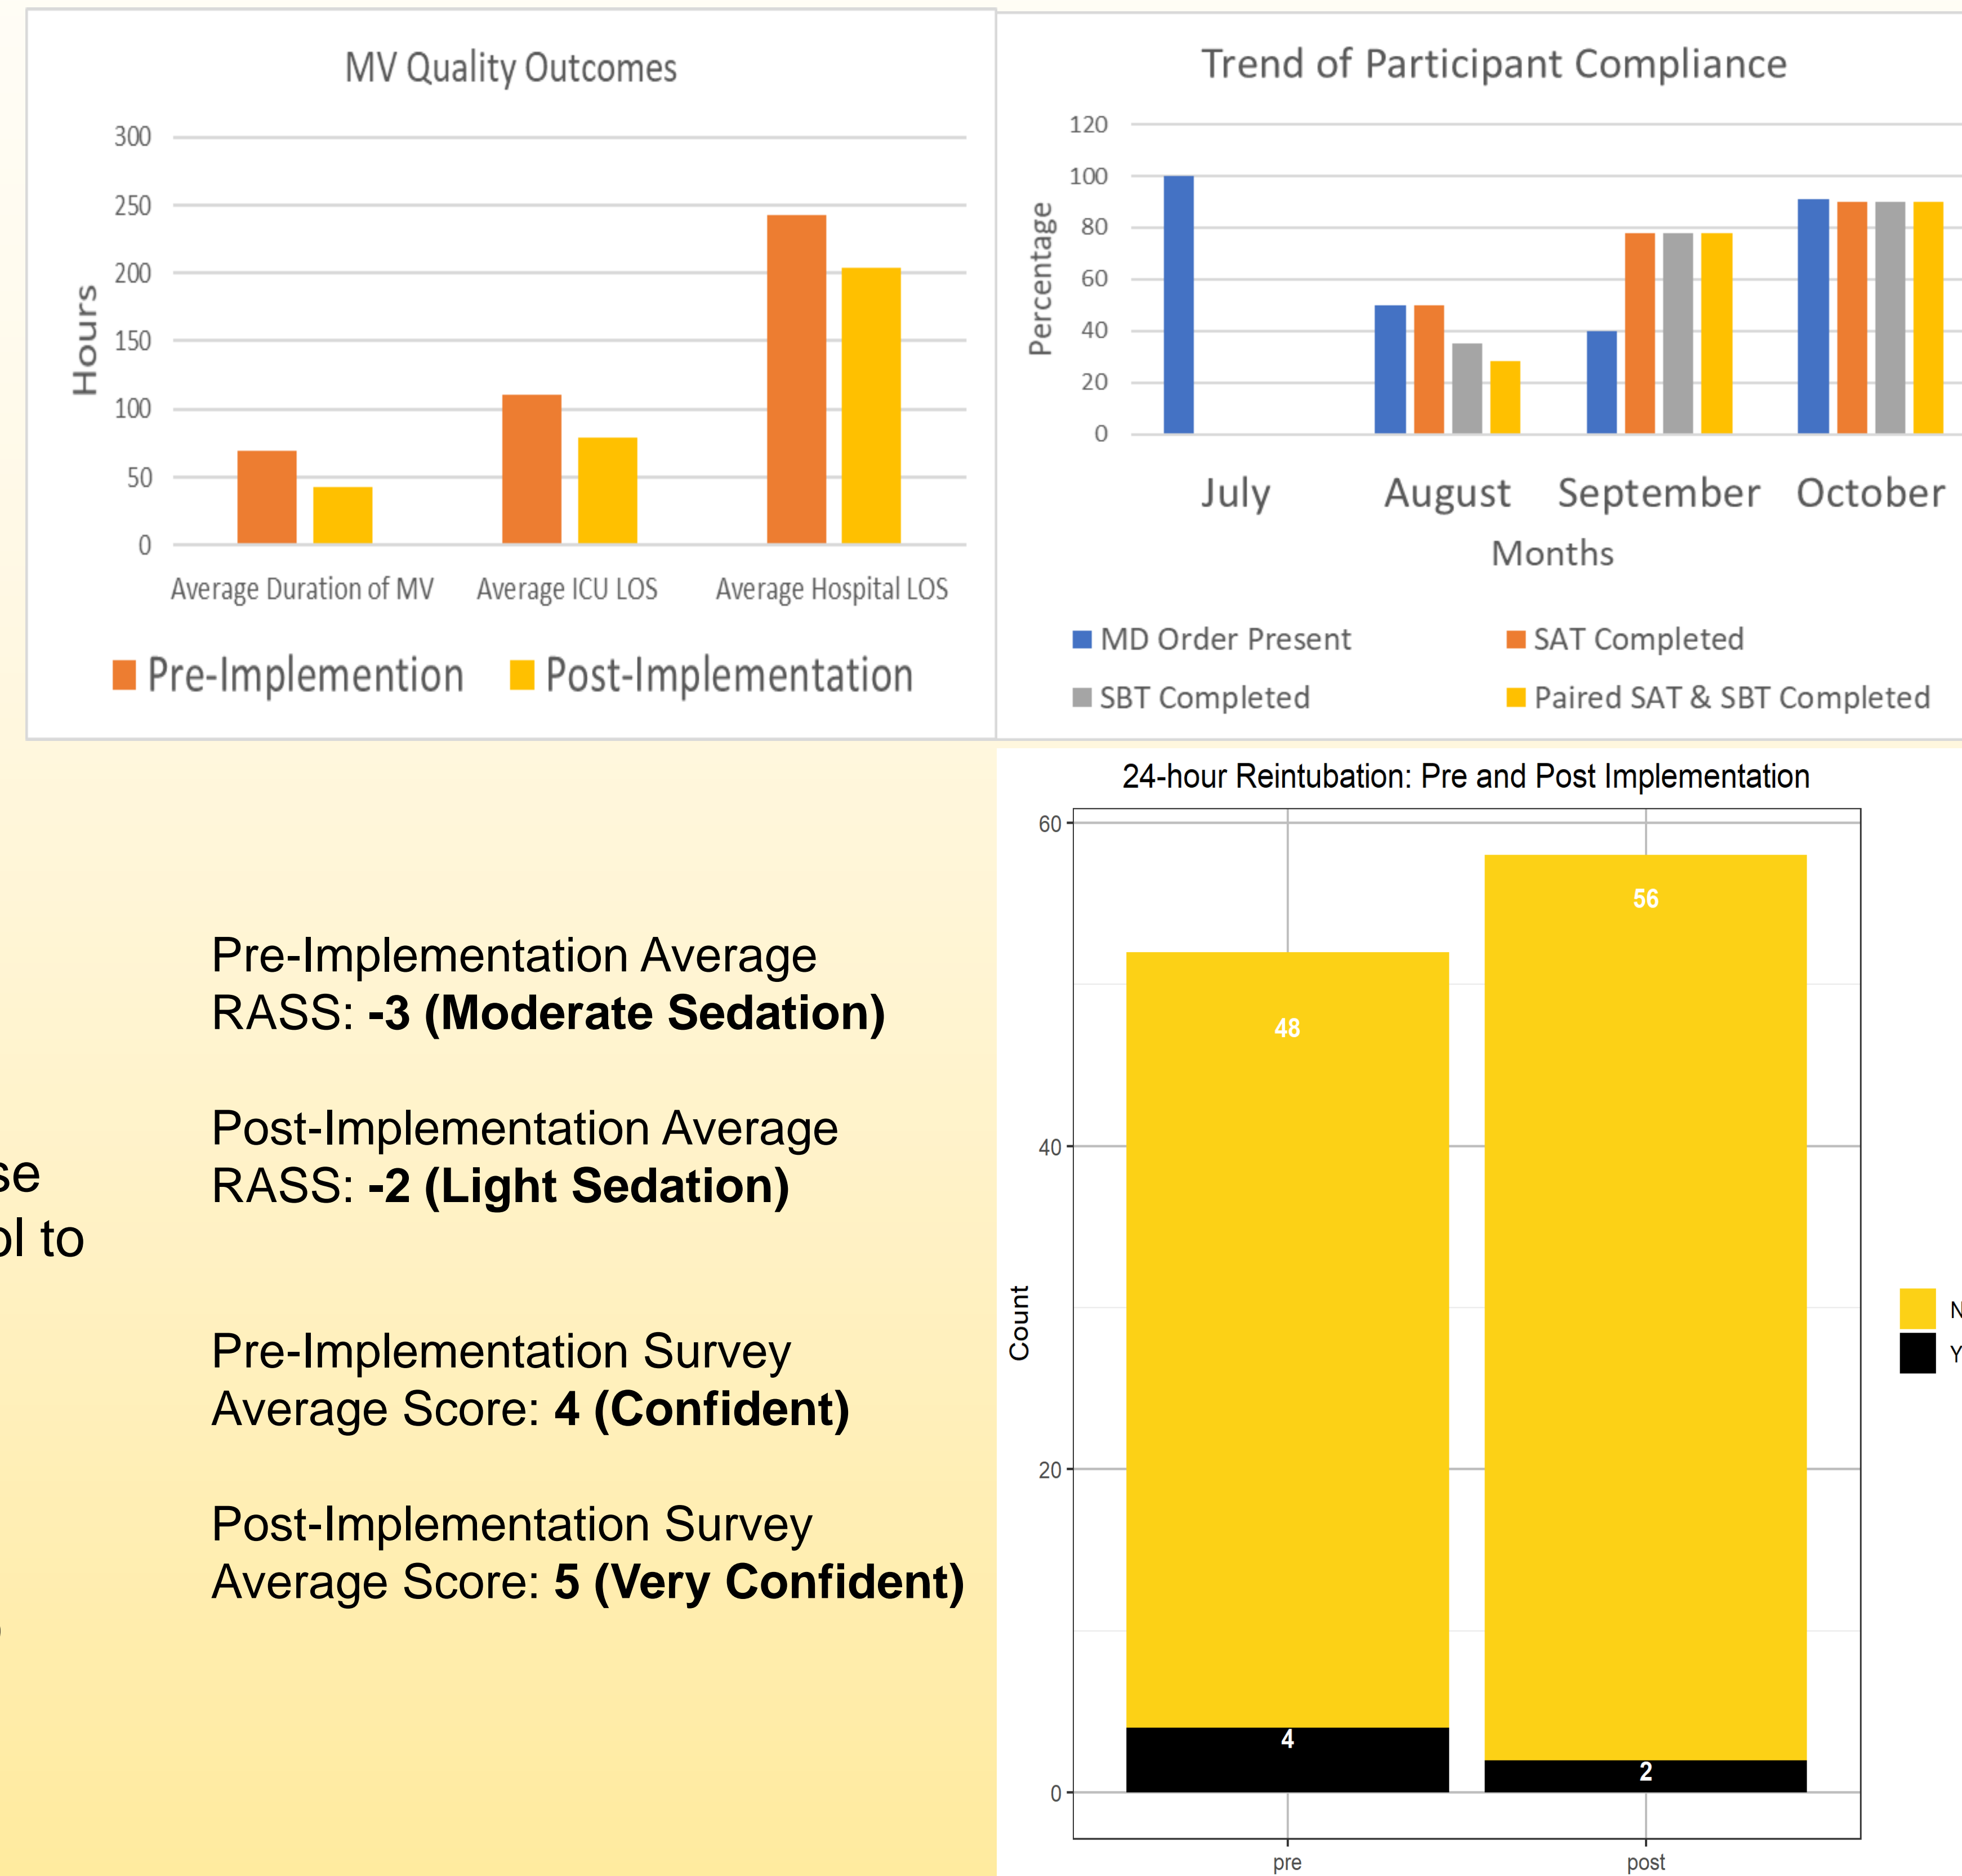 MV Quality Outcomes
300
250
200
150
100
50
0
Hours
Average Duration of MV
Average ICU LOS
Average Hospital LOS
Pre-Implemention
Post-Implementation
Trend of Participant Compliance
120
100
80
60
40
20
0
Percentage
July
August
September
October
Months
MD Order Present
SAT Completed
SBT Completed
Paired SAT & SBT Completed
ol to
Pre-Implementation Average
RASS: -3 (Moderate Sedation)
Post-Implementation Average
RASS: -2 (Light Sedation)
Pre-Implementation Survey
Average Score: 4 (Confident)
Post-Implementation Survey
Average Score: 5 (Very Confident)
24-hour Reintubation: Pre and Post Implementation
60
40
20
0
Count
48
4
56
2
pre
post
N
Y